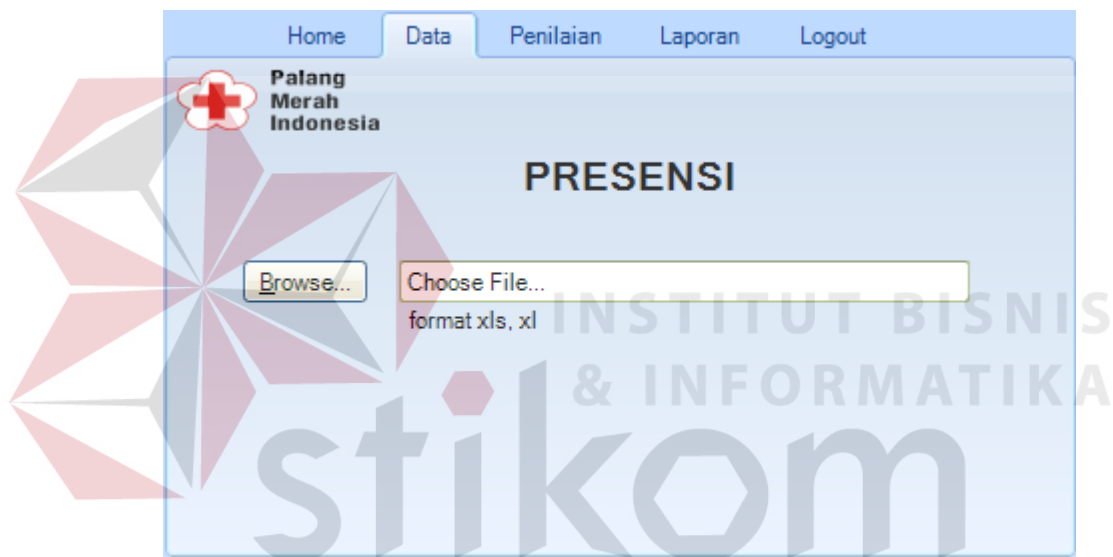 Home Data Penilaian Laporan Logout
Palang
Merah
Indonesia
PRESENSI
Browse... Choose File...
format xls, xl
INSTITUT BISNIS
& INFORMATIKA
stikom